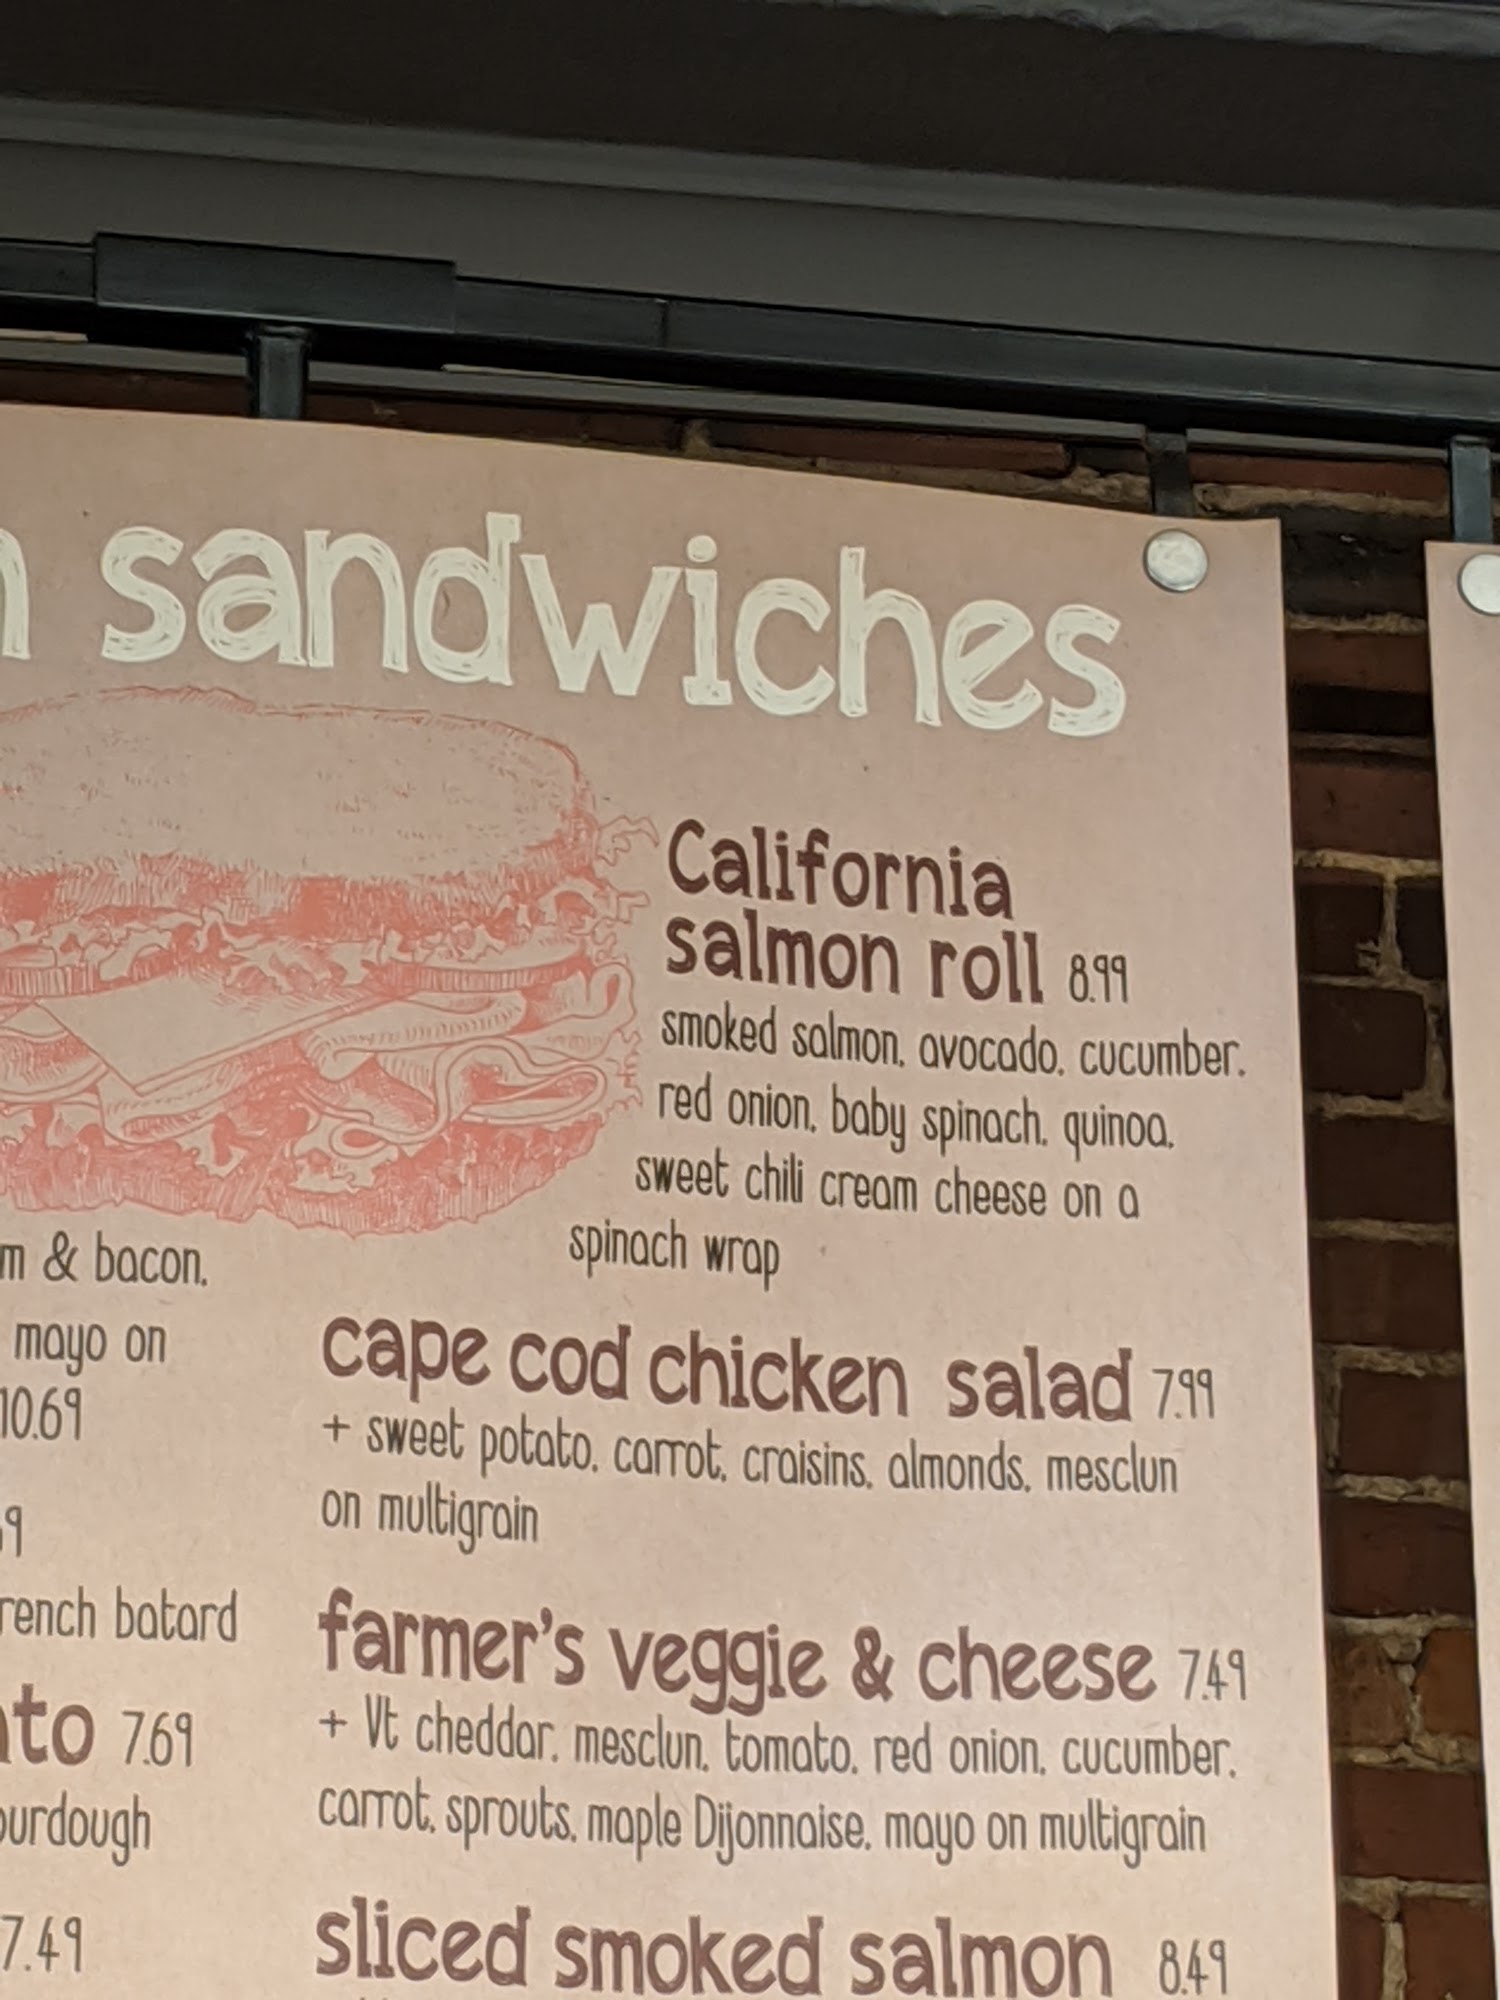 sandwiches
California
salmon roll 8.99
smoked salmon, avocado, cucumber,
red onion, baby spinach, quinoa,
sweet chili cream cheese on a
spinach wrap
cape cod chicken salad 7.99
+ sweet potato, carrot, craisins, almonds, mesclun
on multigrain
farmer's veggie & cheese 7.49
+ Vt cheddar, mesclun, tomato, red onion, cucumber,
carrot, sprouts, maple Dijonnaise, mayo on multigrain
sliced smoked salmon 8.49
& bacon,
mayo on
10.69
batard
7.69
7.49